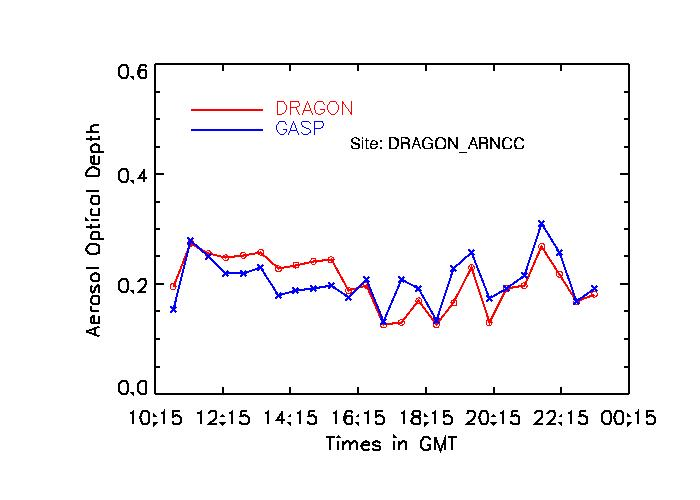 0.6
DRAGON
GASP
Site: DRAGON_ARNCC
0.4
Aerosol Optical Depth
0.2
0.0
10:15 12:15 14:15 16:15 18:15 20:15 22:15 00:15
Times in GMT